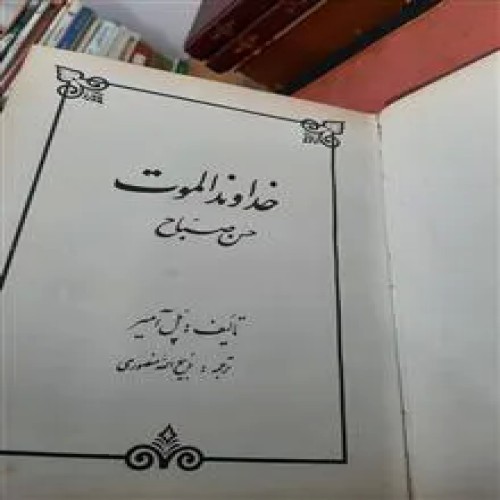 خداوند الموت
حسن صباح
تألیف: پل آمیر
ترجمه: ذبیح الله منصوری